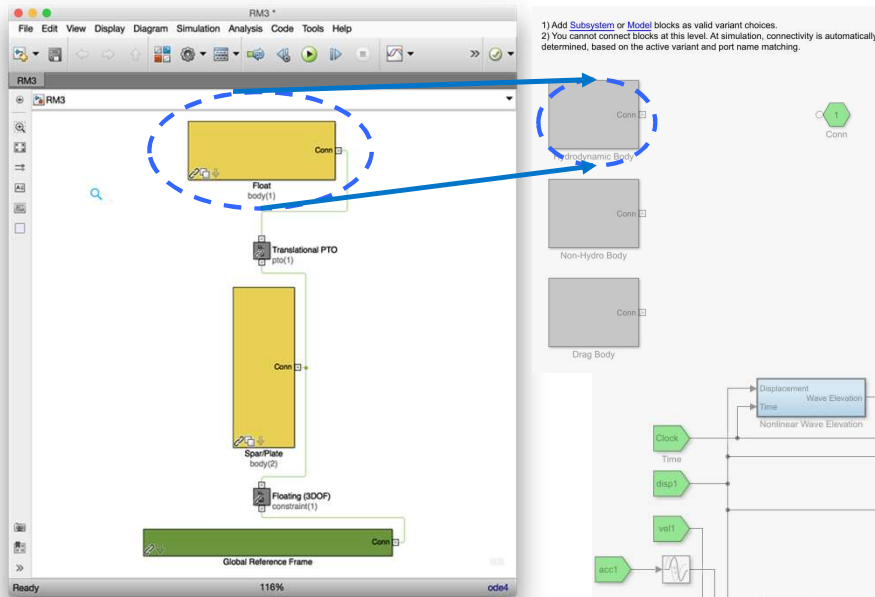 RM3 *
File Edit View Display Diagram Simulation Analysis Code Tools Help
RM3
RM3
Conn
Float
body(1)
Translational PTO
pto(1)
Conn
Spar/Plate
body(2)
Floating (3DOF)
constraint(1)
Conn
Global Reference Frame
Ready 116% ode4
1) Add Subsystem or Model blocks as valid variant choices.
2) You cannot connect blocks at this level. At simulation, connectivity is automatically
determined, based on the active variant and port name matching.
Conn
Hydrodynamic Body
1
Conn
Conn
Non-Hydro Body
Conn
Drag Body
Displacement
Wave Elevation
Time
Nonlinear Wave Elevation
Clock
Time
disp1
vel1
acc1